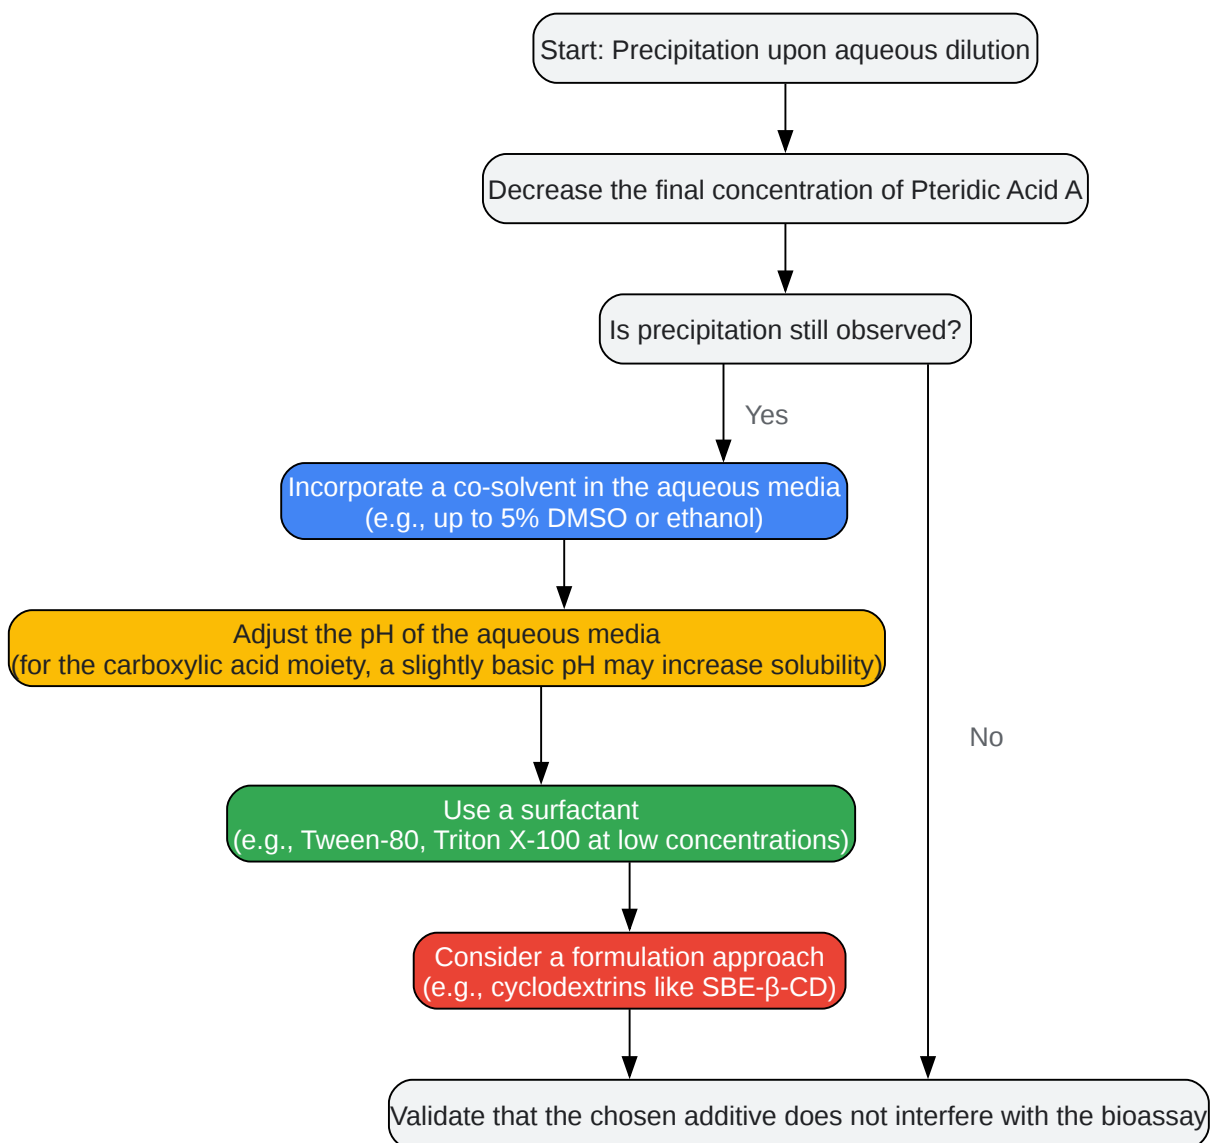 Start: Precipitation upon aqueous dilution
Decrease the final concentration of Pteridic Acid A
Is precipitation still observed?
Yes
Incorporate a co-solvent in the aqueous media
(e.g., up to 5% DMSO or ethanol)
Adjust the pH of the aqueous media
(for the carboxylic acid moiety, a slightly basic pH may increase solubility)
No
Use a surfactant
(e.g., Tween-80, Triton X-100 at low concentrations)
Consider a formulation approach
(e.g., cyclodextrins like SBE-β-CD)
Validate that the chosen additive does not interfere with the bioassay